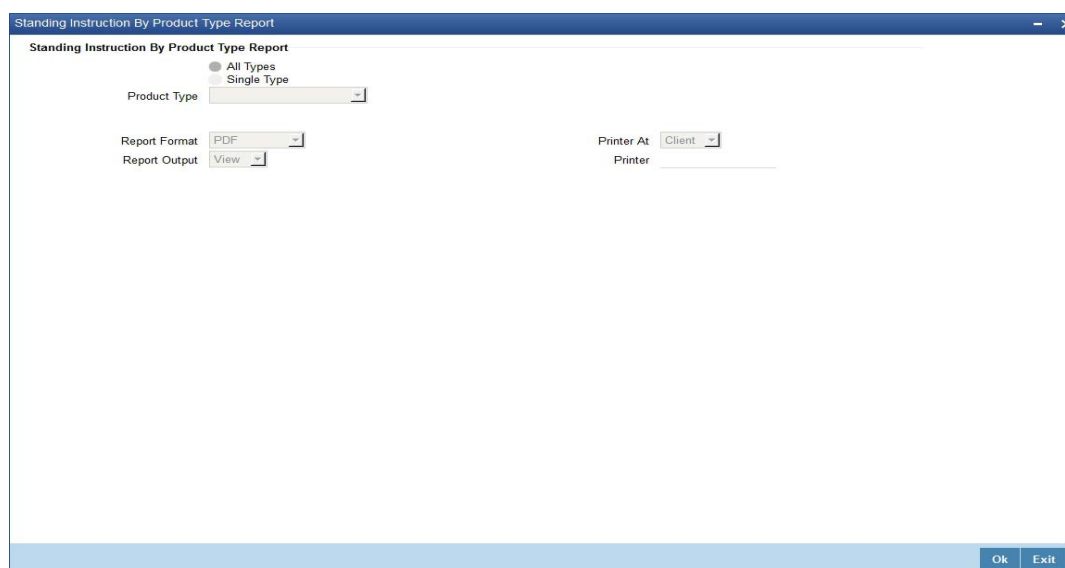 Standing Instruction By Product Type Report
Standing Instruction By Product Type Report
All Types
Single Type
Product Type
Report Format PDF Printer At Client
Report Output View Printer
Ok Exit